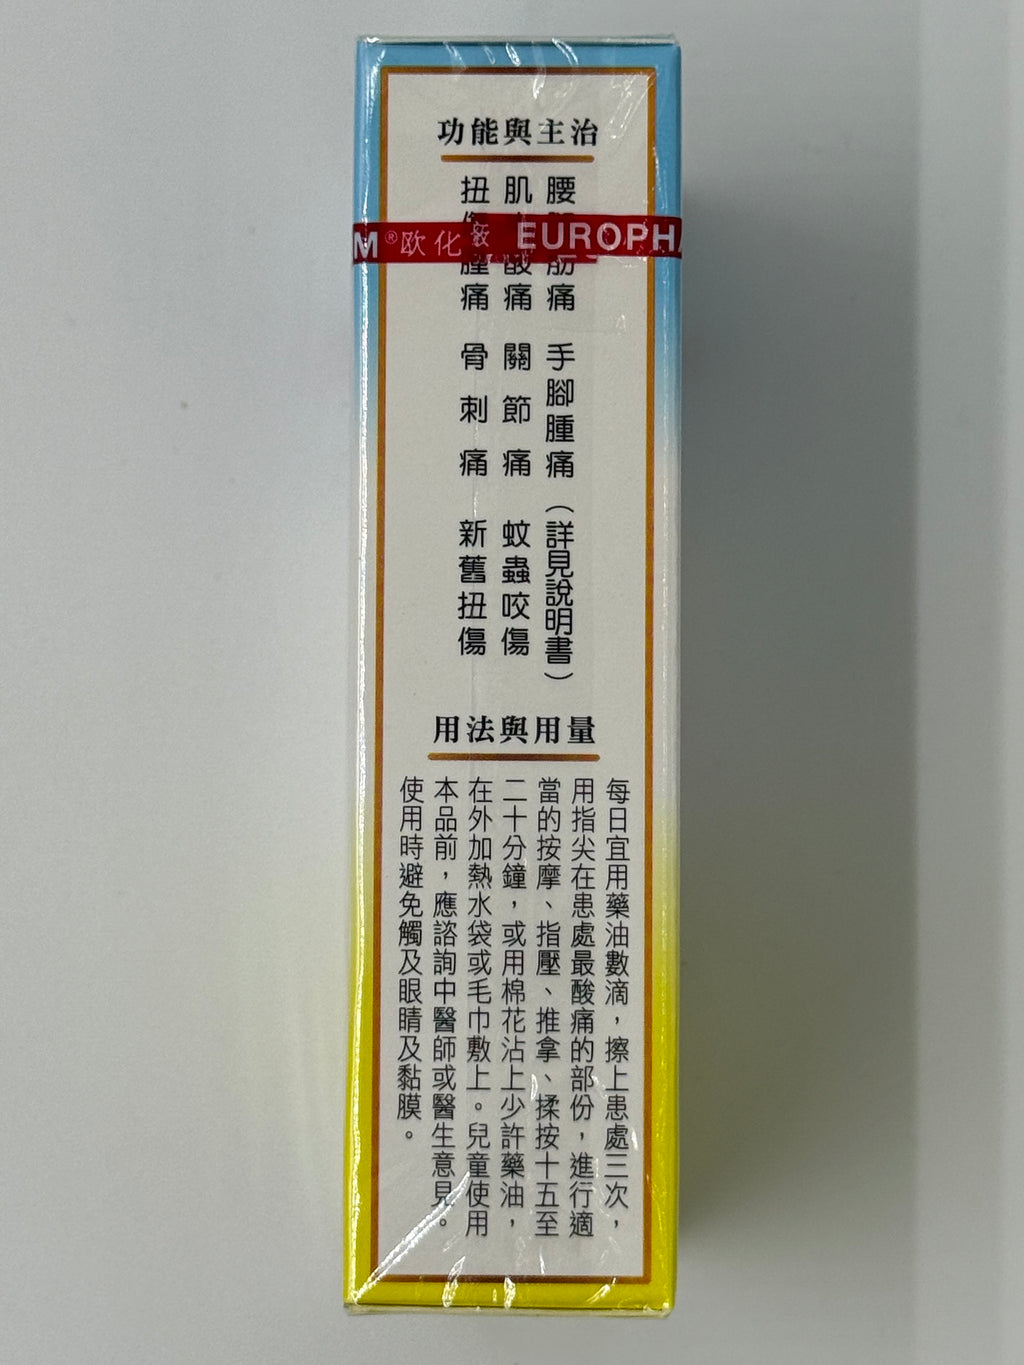 功能與主治
扭傷腫痛 骨刺痛 新舊扭傷
肌肉酸痛 關節痛 蚊蟲咬傷
痛 手腳腫痛（詳見說明書）
M®欧化 EUROPHA
用法與用量
每日宜用藥油數滴，擦上患處三次，
用指尖在患處最酸痛的部份，進行適
當的按摩、指壓、推拿、揉按十五至
二十分鐘，或用棉花沾上少許藥油，
在外加熱水袋或毛巾敷上。兒童使用
本品前，應諮詢中醫師或醫生意見。
使用時避免觸及眼睛及黏膜。